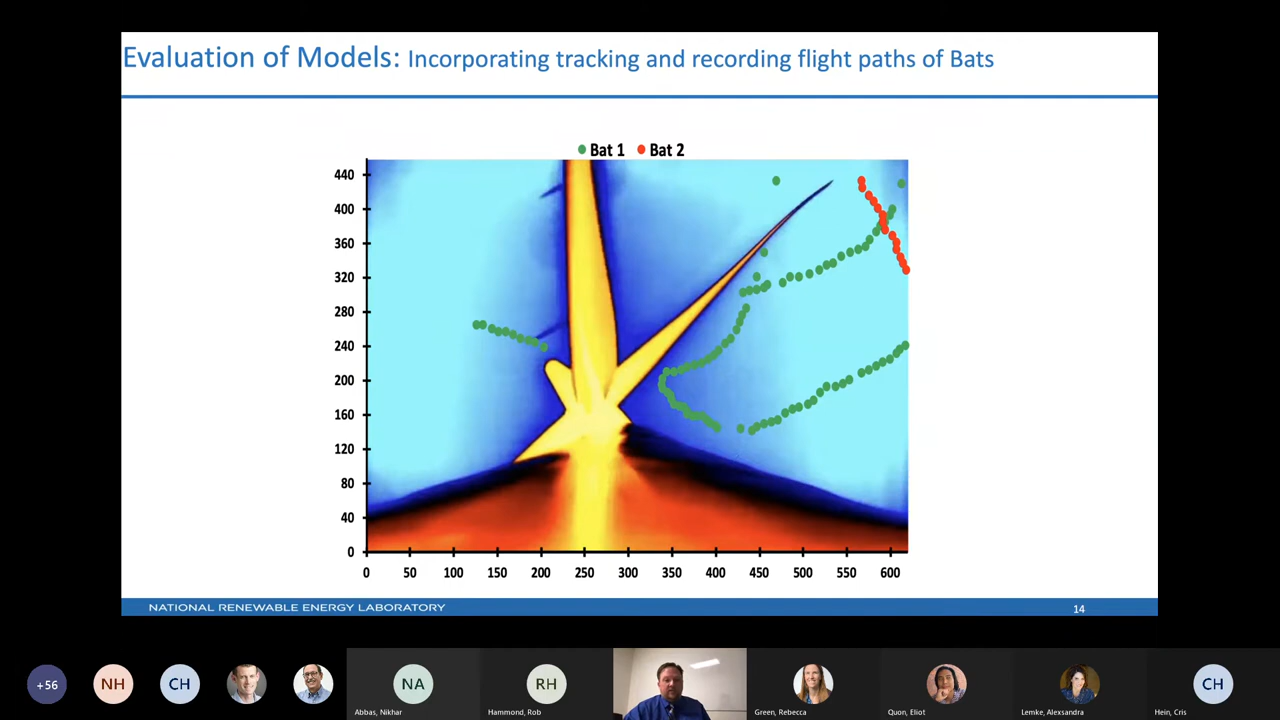 Evaluation of Models: Incorporating tracking and recording flight paths of Bats
Bat 1 Bat 2
440
400
360
320
280
240
200
160
120
80
40
0
0 50 100 150 200 250 300 350 400 450 500 550 600
NATIONAL RENEWABLE ENERGY LABORATORY 14
+56 NH CH NA RH CH
Abbas, Nikhar Hammond, Rob Green, Rebecca Quon, Eliot Lemke, Alexsandra Hein, Cris